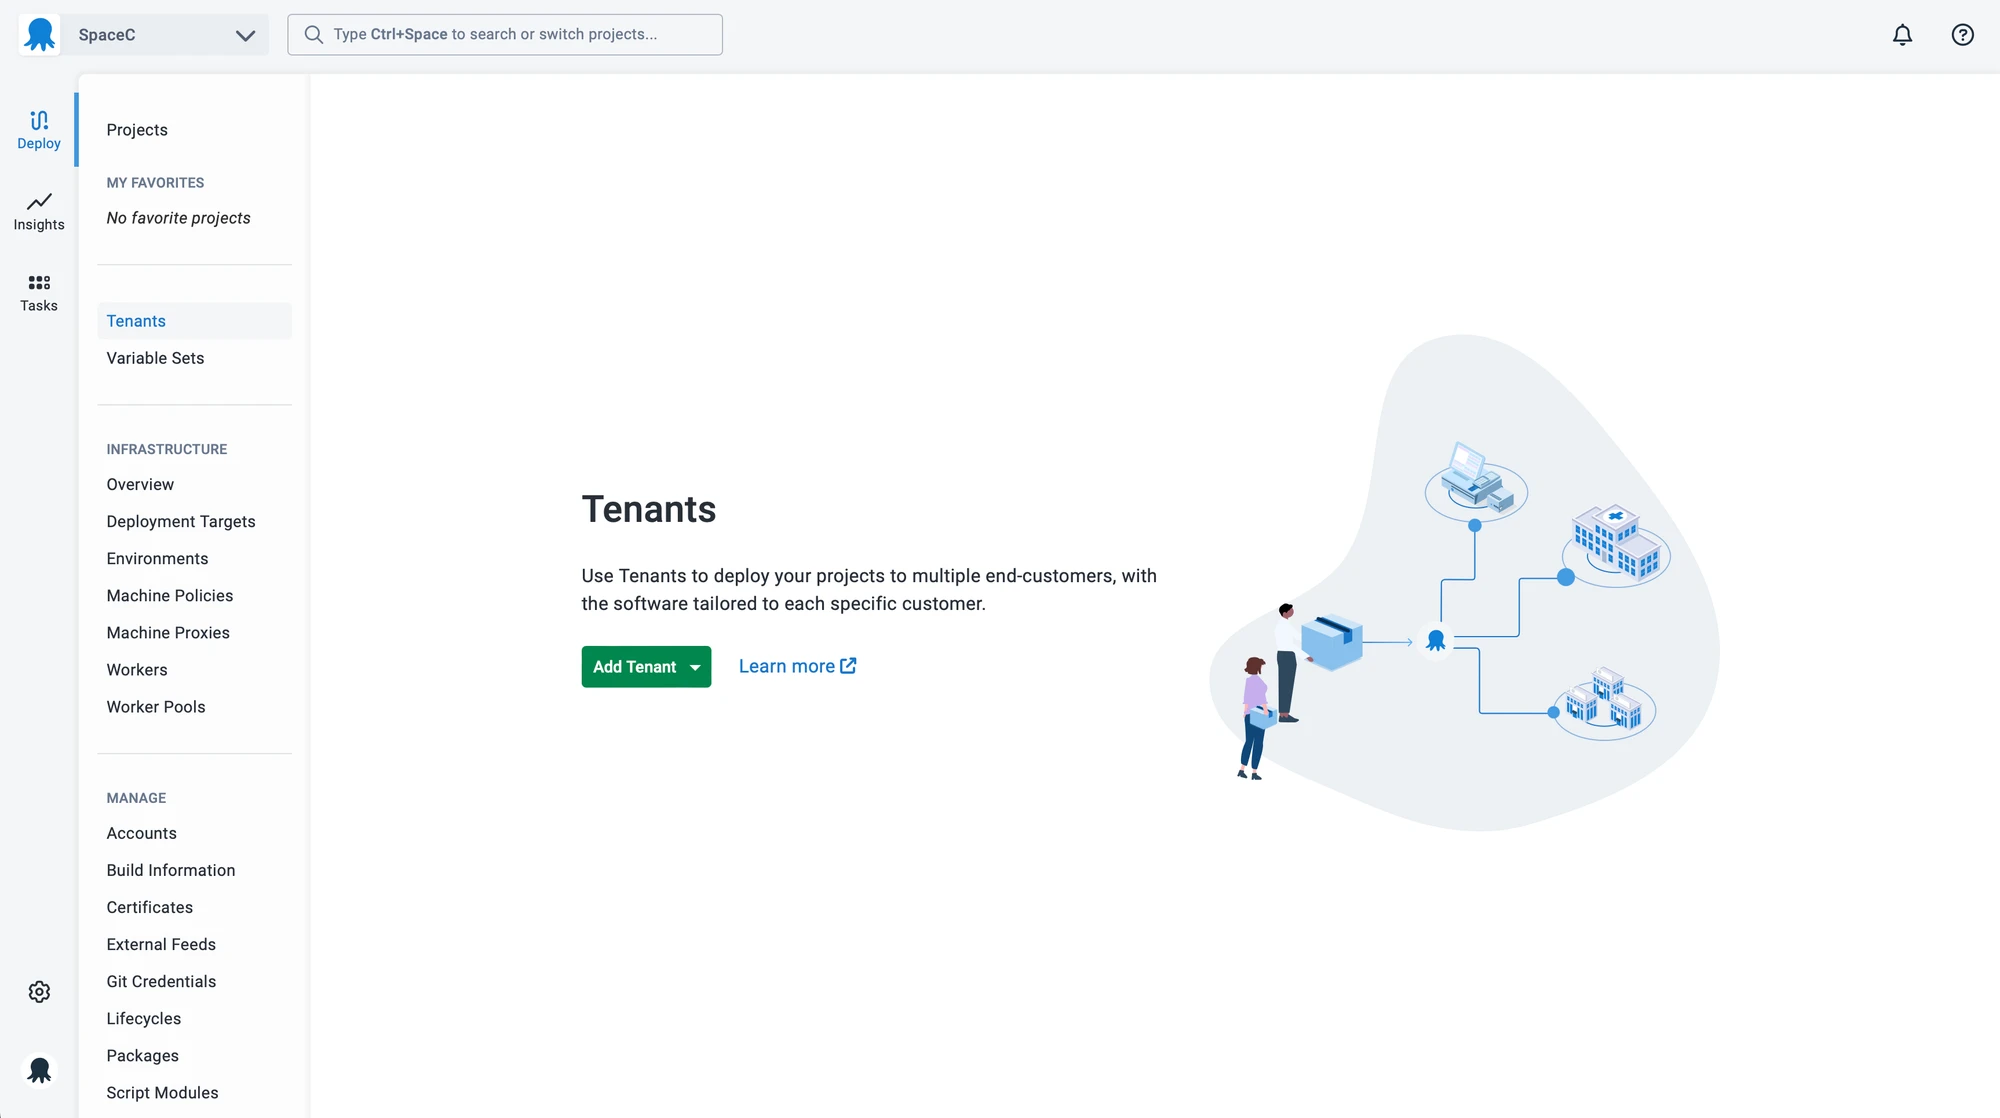 SpaceC
Type Ctrl+Space to search or switch projects...
Deploy
Insights
Tasks
Projects
MY FAVORITES
No favorite projects
Tenants
Variable Sets
INFRASTRUCTURE
Overview
Deployment Targets
Environments
Machine Policies
Machine Proxies
Workers
Worker Pools
MANAGE
Accounts
Build Information
Certificates
External Feeds
Git Credentials
Lifecycles
Packages
Script Modules
Tenants
Use Tenants to deploy your projects to multiple end-customers, with
the software tailored to each specific customer.
Add Tenant
Learn more